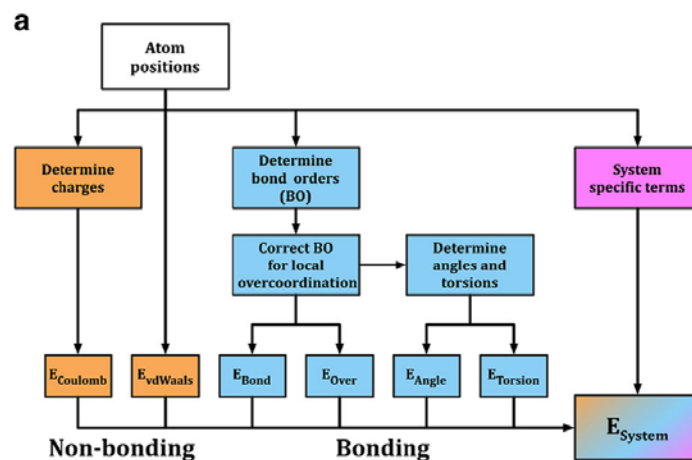 a
Atom
positions
Determine
charges
Determine
bond orders
(BO)
System
specific terms
Correct BO
for local
overcoordination
Determine
angles and
torsions
ECoulomb
EvdWaals
EBond
EOver
EAngle
ETorsion
ESystem
Non-bonding
Bonding